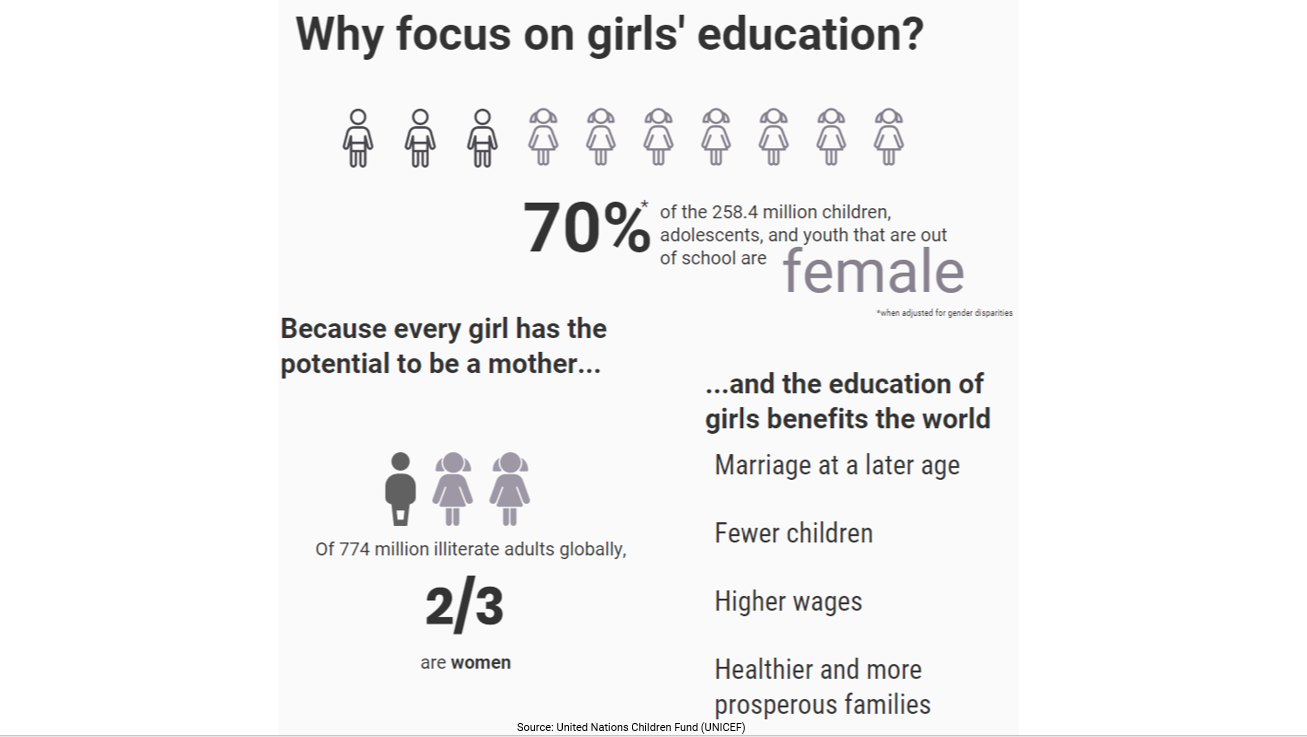 Why focus on girls' education?
70%*
of the 258.4 million children,
adolescents, and youth that are out
of school are female
*when adjusted for gender disparities
Because every girl has the
potential to be a mother...
Of 774 million illiterate adults globally,
2/3
are women
...and the education of
girls benefits the world
Marriage at a later age
Fewer children
Higher wages
Healthier and more
prosperous families
Source: United Nations Children Fund (UNICEF)